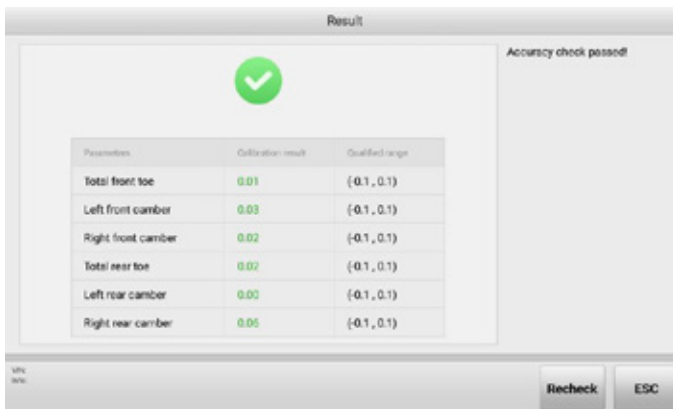 Result
Accuracy check passed!
Parameters Calibration result Qualified range
Total front toe 0.01 (-0.1 , 0.1)
Left front camber 0.03 (-0.1 , 0.1)
Right front camber 0.02 (-0.1 , 0.1)
Total rear toe 0.02 (-0.1 , 0.1)
Left rear camber 0.00 (-0.1 , 0.1)
Right rear camber 0.06 (-0.1 , 0.1)
Recheck ESC